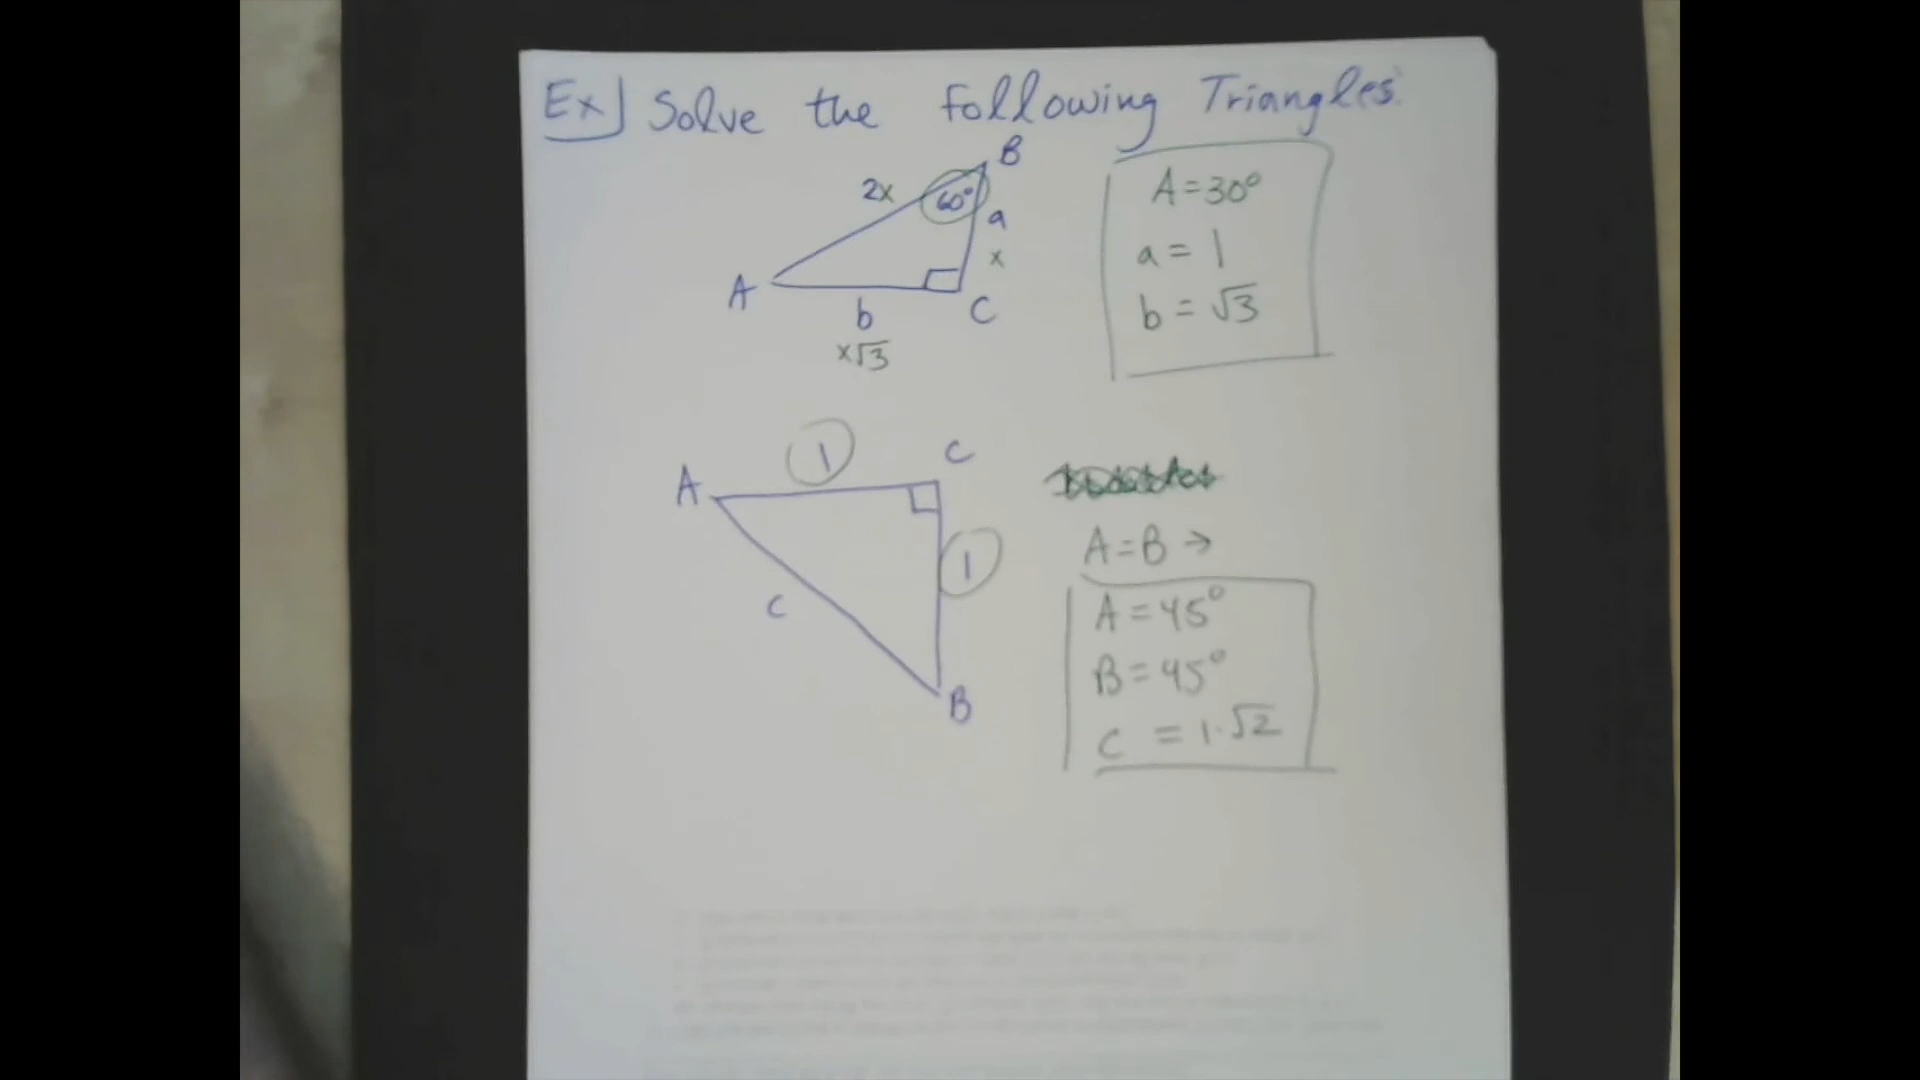 Ex] Solve the following Triangles.
B
2x
60°
a
x
A
b
C
x√3
A=30°
a = 1
b = √3
1
C
A
1
c
B
A=B →
A = 45°
B = 45°
c = 1·√2